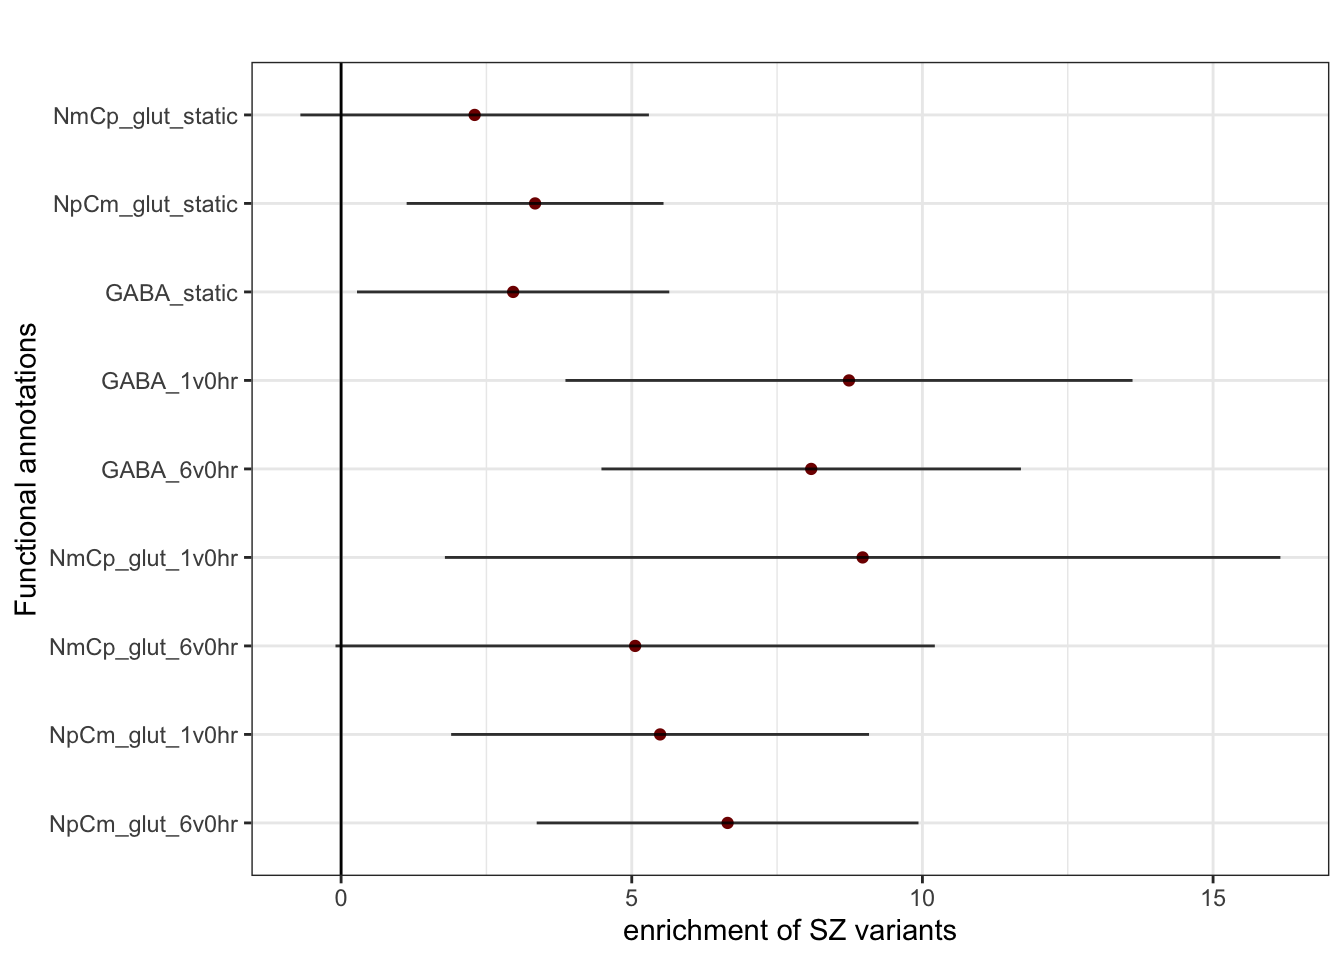 NmCp_glut_static
NpCm_glut_static
GABA_static
GABA_1v0hr
GABA_6v0hr
NmCp_glut_1v0hr
NmCp_glut_6v0hr
NpCm_glut_1v0hr
NpCm_glut_6v0hr
Functional annotations
0 5 10 15
enrichment of SZ variants